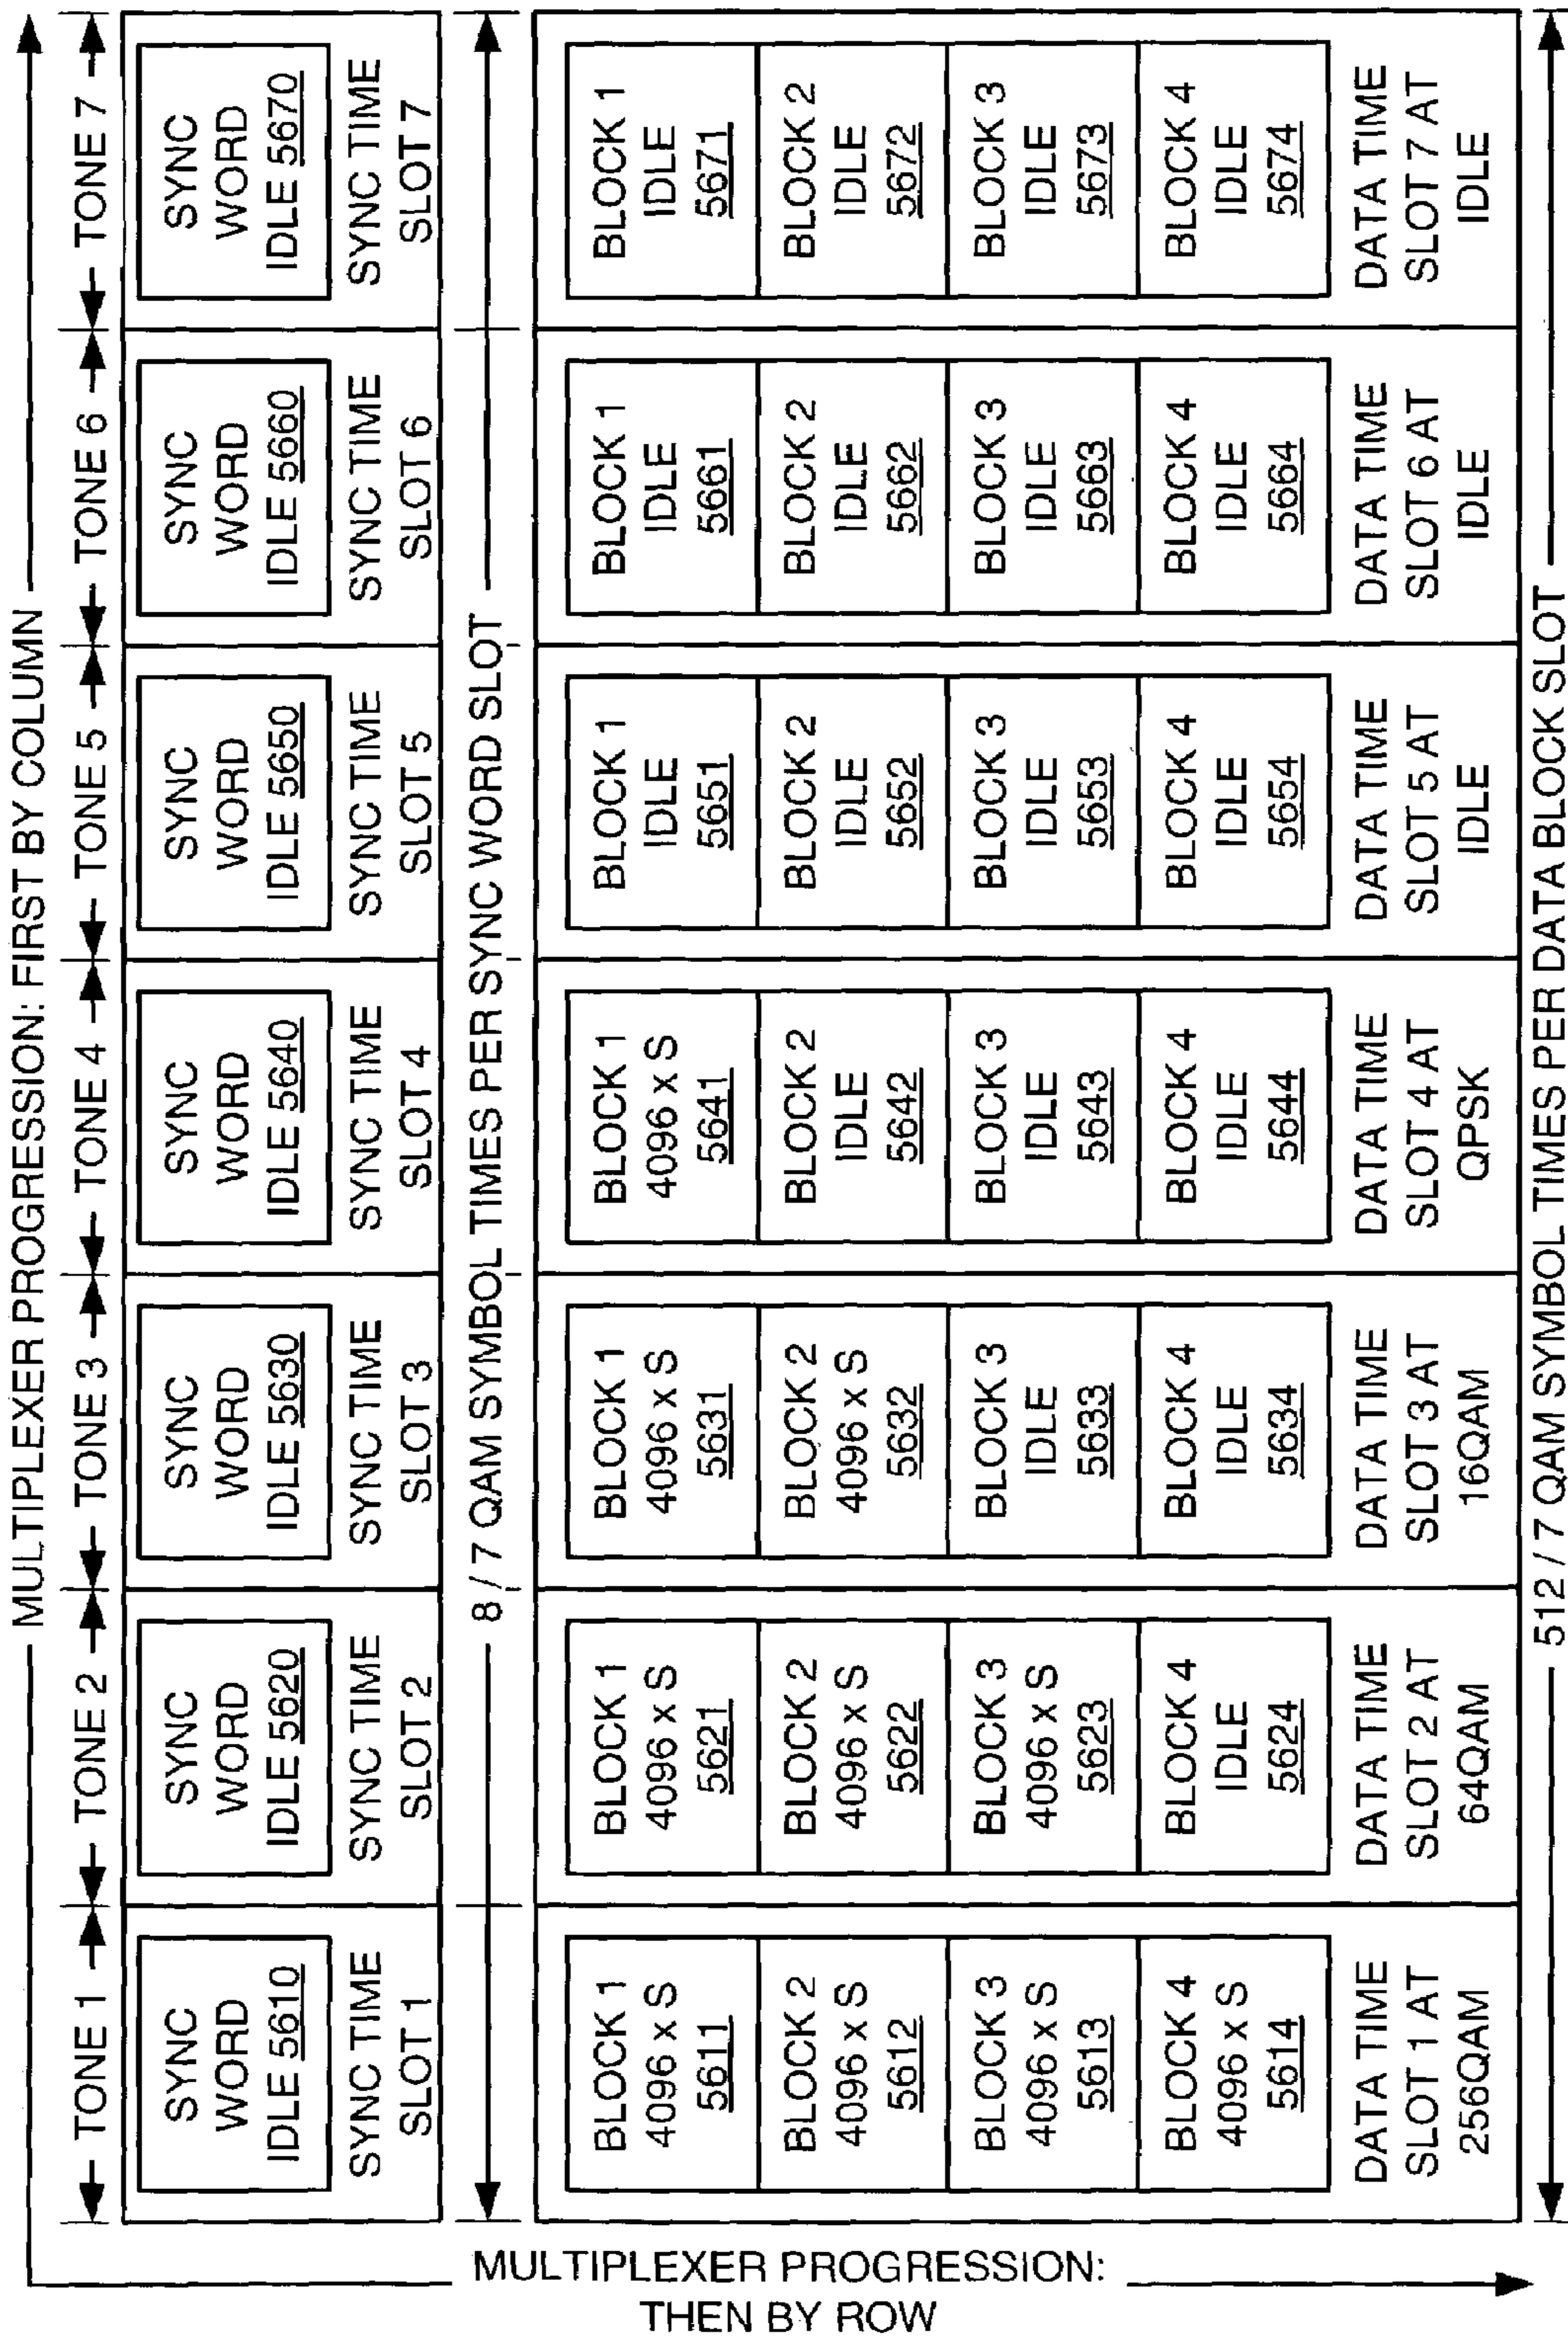 MULTIPLEXER PROGRESSION: FIRST BY COLUMN
TONE 1
TONE 2
TONE 3
TONE 4
TONE 5
TONE 6
TONE 7
SYNC
WORD
IDLE 5610
SYNC TIME
SLOT 1
SYNC
WORD
IDLE 5620
SYNC TIME
SLOT 2
SYNC
WORD
IDLE 5630
SYNC TIME
SLOT 3
SYNC
WORD
IDLE 5640
SYNC TIME
SLOT 4
SYNC
WORD
IDLE 5650
SYNC TIME
SLOT 5
SYNC
WORD
IDLE 5660
SYNC TIME
SLOT 6
SYNC
WORD
IDLE 5670
SYNC TIME
SLOT 7
8 / 7 QAM SYMBOL TIMES PER SYNC WORD SLOT
BLOCK 1
4096 x S
5611
BLOCK 2
4096 x S
5612
BLOCK 3
4096 x S
5613
BLOCK 4
4096 x S
5614
DATA TIME
SLOT 1 AT
256QAM
BLOCK 1
4096 x S
5621
BLOCK 2
4096 x S
5622
BLOCK 3
4096 x S
5623
BLOCK 4
IDLE
5624
DATA TIME
SLOT 2 AT
64QAM
BLOCK 1
4096 x S
5631
BLOCK 2
4096 x S
5632
BLOCK 3
IDLE
5633
BLOCK 4
IDLE
5634
DATA TIME
SLOT 3 AT
16QAM
BLOCK 1
4096 x S
5641
BLOCK 2
IDLE
5642
BLOCK 3
IDLE
5643
BLOCK 4
IDLE
5644
DATA TIME
SLOT 4 AT
QPSK
BLOCK 1
IDLE
5651
BLOCK 2
IDLE
5652
BLOCK 3
IDLE
5653
BLOCK 4
IDLE
5654
DATA TIME
SLOT 5 AT
IDLE
BLOCK 1
IDLE
5661
BLOCK 2
IDLE
5662
BLOCK 3
IDLE
5663
BLOCK 4
IDLE
5664
DATA TIME
SLOT 6 AT
IDLE
BLOCK 1
IDLE
5671
BLOCK 2
IDLE
5672
BLOCK 3
IDLE
5673
BLOCK 4
IDLE
5674
DATA TIME
SLOT 7 AT
IDLE
512 / 7 QAM SYMBOL TIMES PER DATA BLOCK SLOT
MULTIPLEXER PROGRESSION:
THEN BY ROW